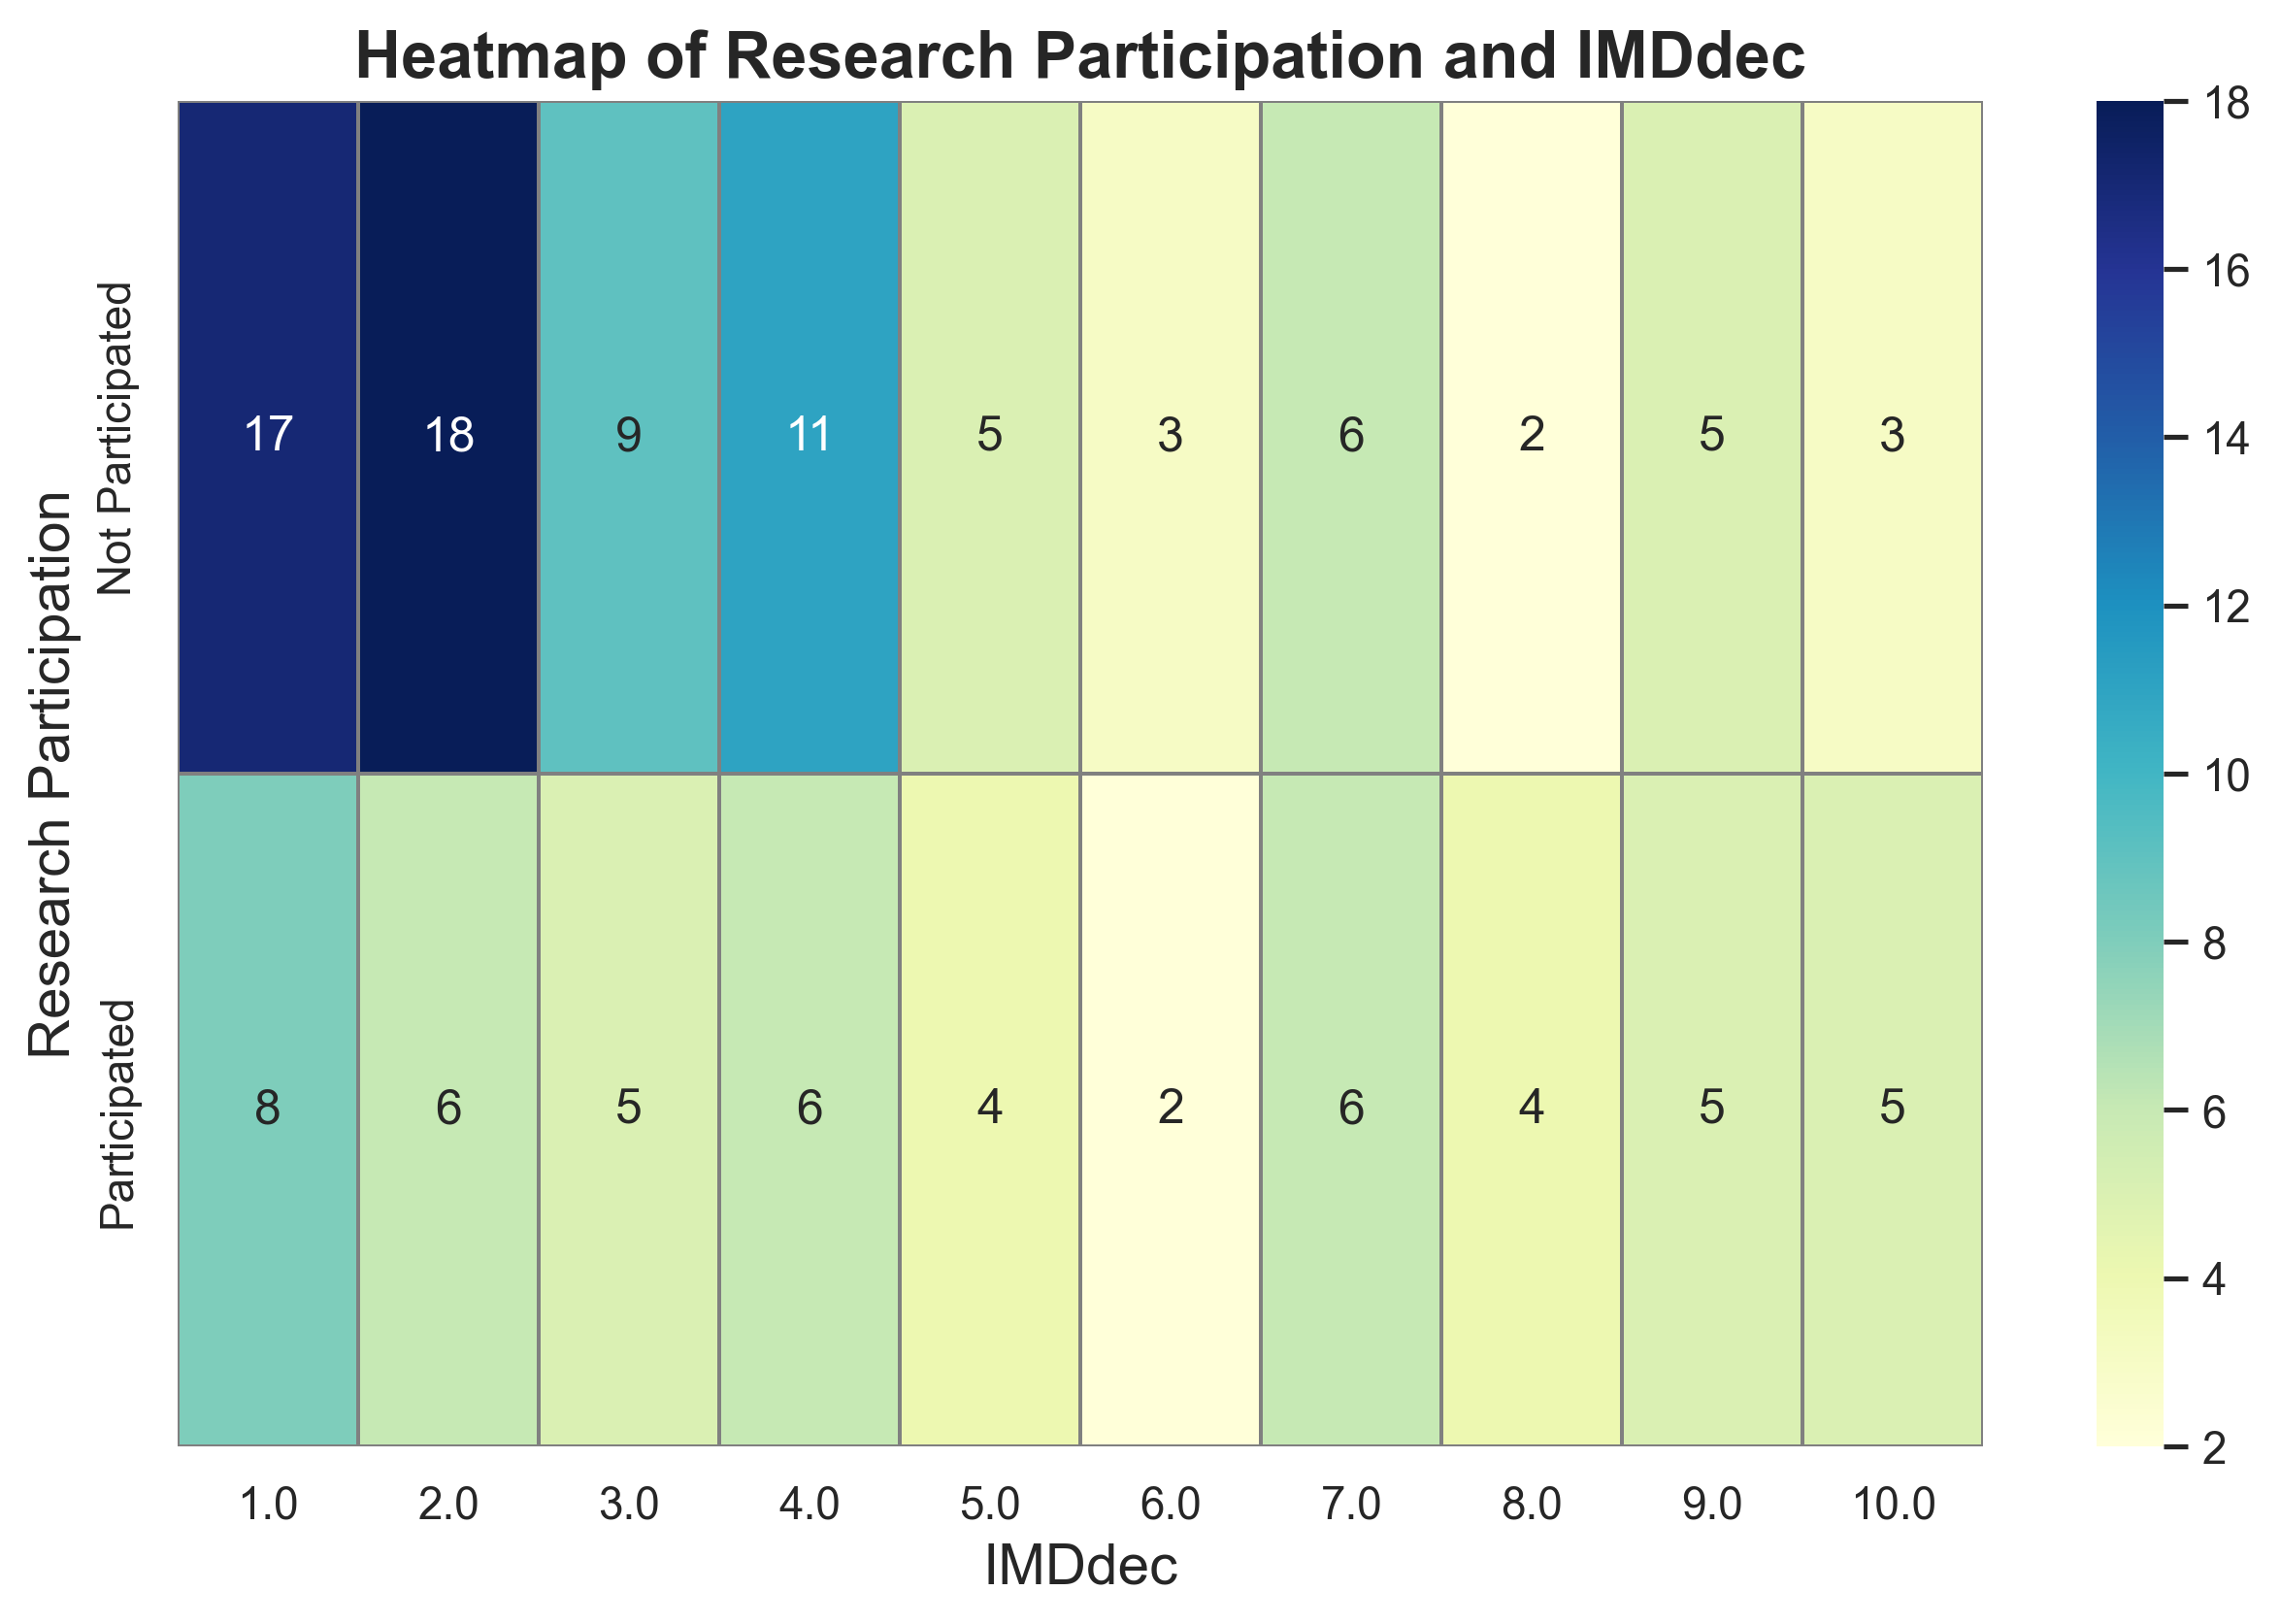 Heatmap of Research Participation and IMDdec
Research Participation
Not Participated
17 18 9 11 5 3 6 2 5 3
Participated
8 6 5 6 4 2 6 4 5 5
1.0 2.0 3.0 4.0 5.0 6.0 7.0 8.0 9.0 10.0
IMDdec
18
16
14
12
10
8
6
4
2